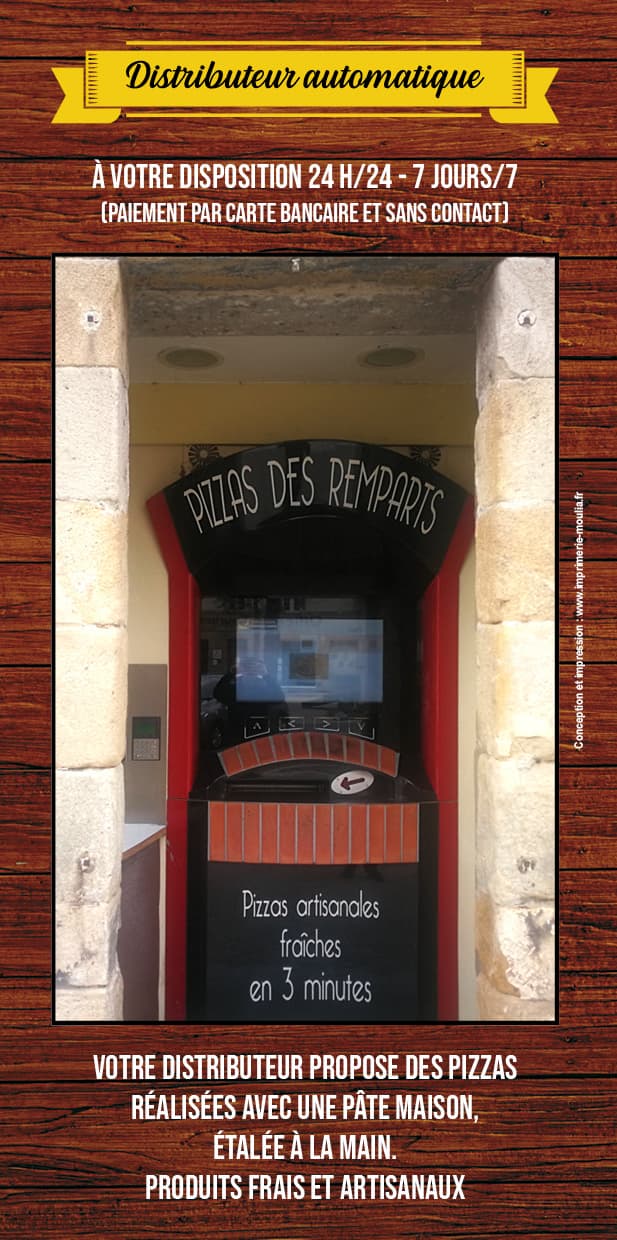 Distributeur automatique
À VOTRE DISPOSITION 24 H/24 - 7 JOURS/7
(PAIEMENT PAR CARTE BANCAIRE ET SANS CONTACT)
PIZZAS DES REMPARTS
Pizzas artisanales
fraîches
en 3 minutes
Conception et impression : www.imprimerie-moulia.fr
VOTRE DISTRIBUTEUR PROPOSE DES PIZZAS
RÉALISÉES AVEC UNE PÂTE MAISON,
ÉTALÉE À LA MAIN.
PRODUITS FRAIS ET ARTISANAUX